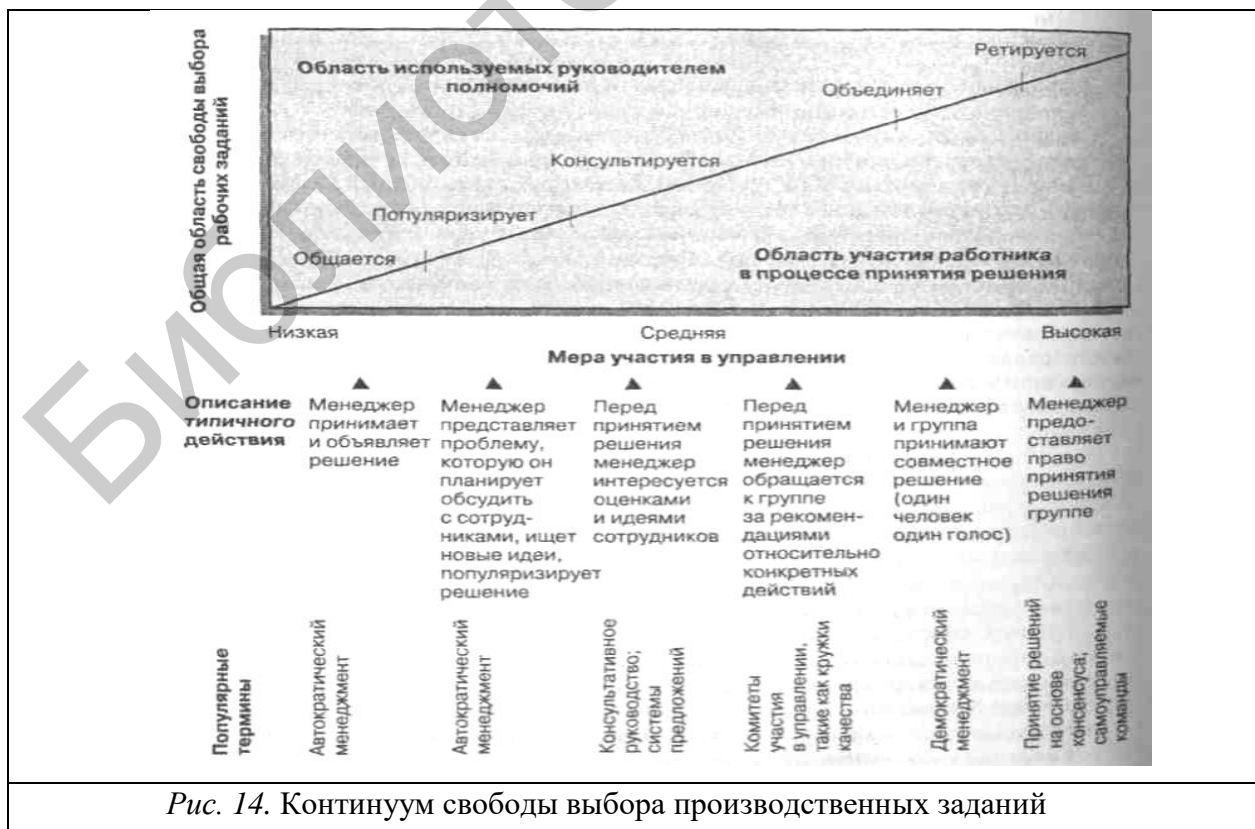 БИОЛИОТ
Общая область свободы выбора
рабочих заданий
Область используемых руководителем
полномочий
Ретируется
Объединяет
Консультируется
Популяризирует
Общается
Область участия работника
в процессе принятия решения
Низкая
Средняя
Высокая
Мера участия в управлении
Описание
типичного
действия
Менеджер
принимает
и объявляет
решение
Менеджер
представляет
проблему,
которую он
планирует
обсудить
с сотруд-
никами, ищет
новые идеи,
популяризирует
решение
Перед
принятием
решения
менеджер
интересуется
оценками
и идеями
сотрудников
Перед
принятием
решения
менеджер
обращается
к группе
за рекомен-
дациями
относительно
конкретных
действий
Менеджер
и группа
принимают
совместное
решение
(один
человек
один голос)
Менеджер
предо-
ставляет
право
принятия
решения
группе
Популярные
термины
Автократический
менеджмент
Автократический
менеджмент
Консультативное
руководство;
системы
предложений
Комитеты
участия
в управлении,
такие как кружки
качества
Демократический
менеджмент
Принятие решений
на основе
консенсуса;
самоуправляемые
команды
Рис. 14. Континуум свободы выбора производственных заданий